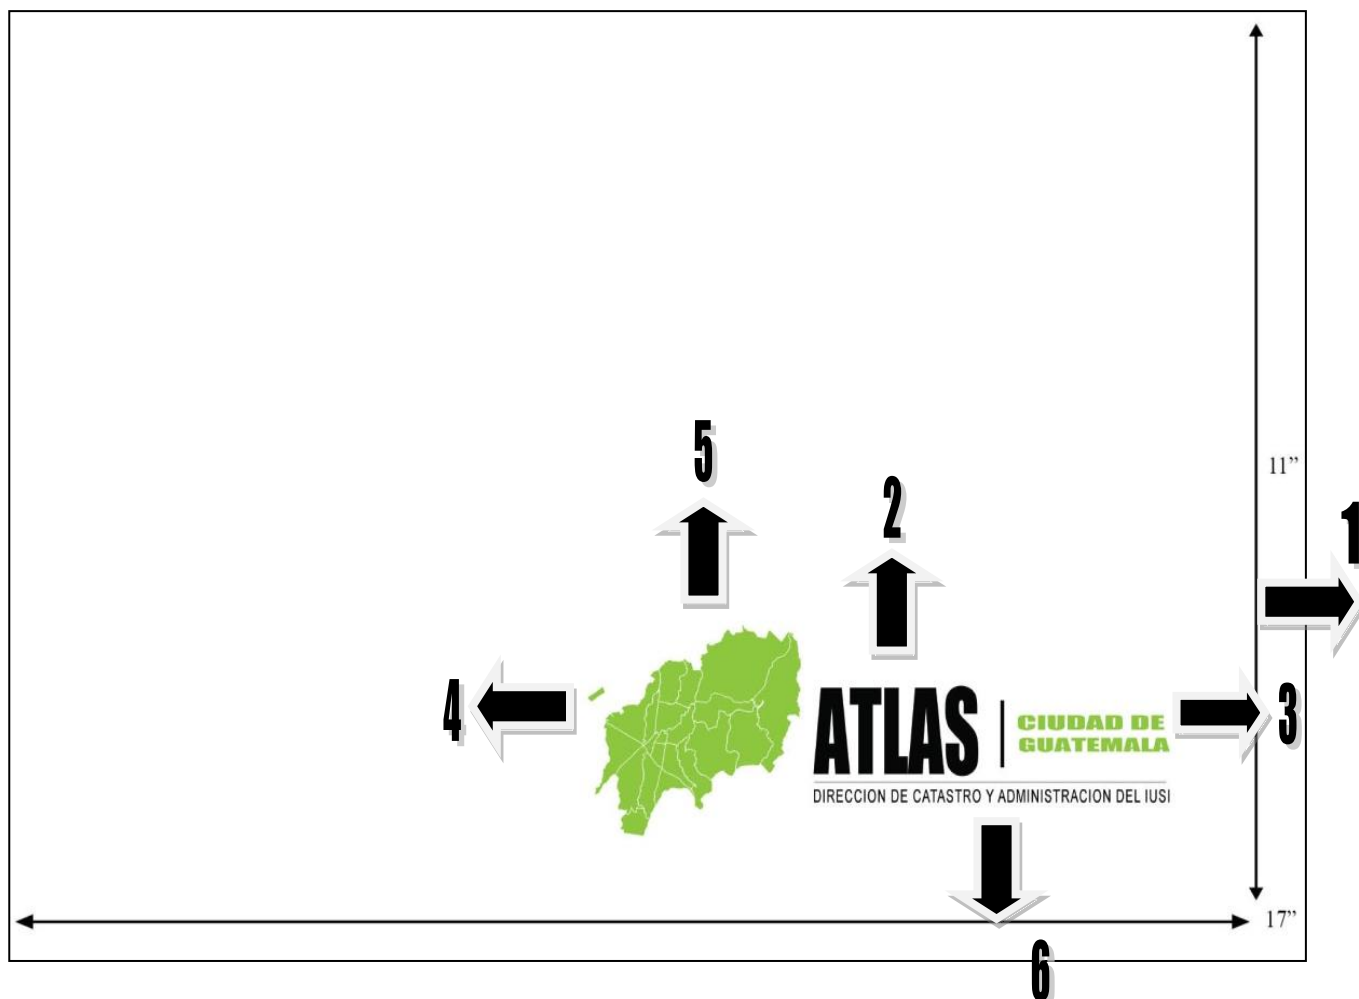 5
2
11”
1
4
ATLAS
CIUDAD DE
GUATEMALA
3
DIRECCION DE CATASTRO Y ADMINISTRACION DEL IUSI
17”
6